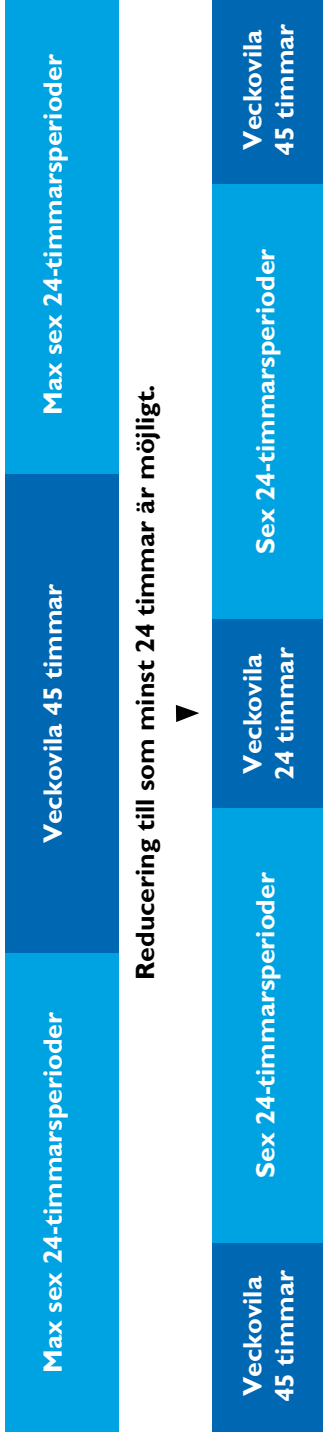 Max sex 24-timmarsperioder
Veckovila 45 timmar
Max sex 24-timmarsperioder
Reducering till som minst 24 timmar är möjligt.
Veckovila
45 timmar
Sex 24-timmarsperioder
Veckovila
24 timmar
Sex 24-timmarsperioder
Veckovila
45 timmar